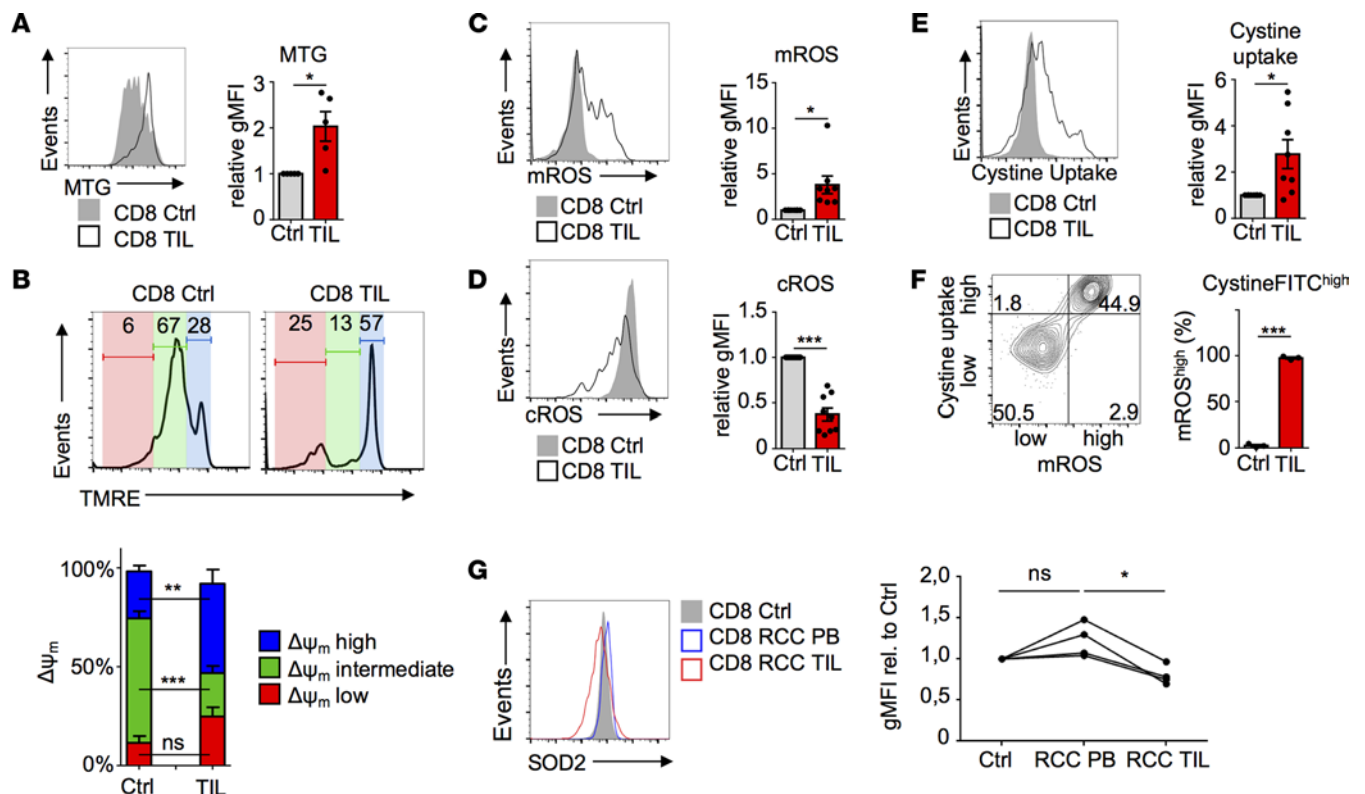 A
MTG
Events
MTG
CD8 Ctrl
CD8 TIL
relative gMFI
3
2
1
0
*
Ctrl TIL
B
CD8 Ctrl
CD8 TIL
6 67 28
25 13 57
Events
TMRE
100%
50%
0%
Δψm
**
***
ns
Ctrl TIL
Δψm high
Δψm intermediate
Δψm low
C
mROS
Events
mROS
CD8 Ctrl
CD8 TIL
relative gMFI
15
10
5
0
*
Ctrl TIL
D
cROS
Events
cROS
CD8 Ctrl
CD8 TIL
relative gMFI
1.5
1.0
0.5
0
***
Ctrl TIL
E
Cystine
uptake
Events
Cystine Uptake
CD8 Ctrl
CD8 TIL
relative gMFI
6
4
2
0
*
Ctrl TIL
F
Cystine uptake
low high
1.8 44.9
50.5 2.9
low high
mROS
CystineFITChigh
mROShigh (%)
100
50
0
***
Ctrl TIL
G
Events
SOD2
CD8 Ctrl
CD8 RCC PB
CD8 RCC TIL
gMFI rel. to Ctrl
2,0
1,5
1,0
0,5
0
ns *
Ctrl RCC PB RCC TIL